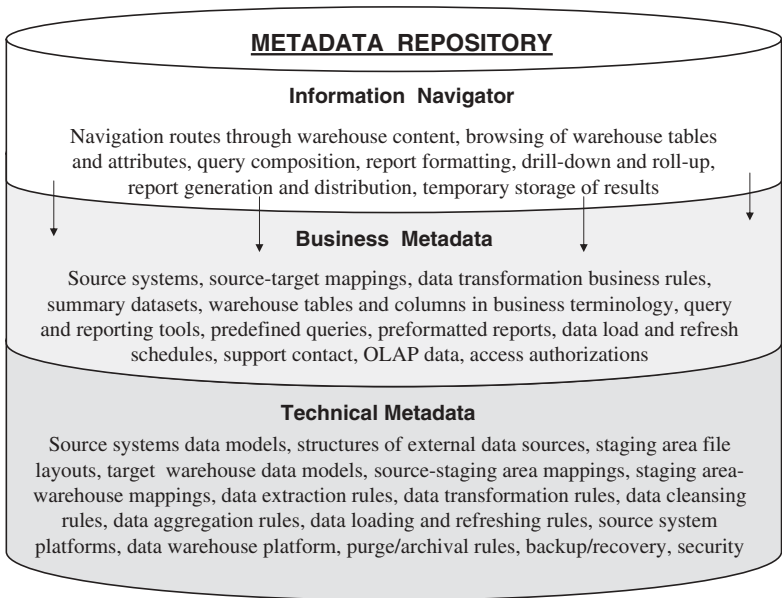 METADATA REPOSITORY
Information Navigator
Navigation routes through warehouse content, browsing of warehouse tables
and attributes, query composition, report formatting, drill-down and roll-up,
report generation and distribution, temporary storage of results
Business Metadata
Source systems, source-target mappings, data transformation business rules,
summary datasets, warehouse tables and columns in business terminology, query
and reporting tools, predefined queries, preformatted reports, data load and refresh
schedules, support contact, OLAP data, access authorizations
Technical Metadata
Source systems data models, structures of external data sources, staging area file
layouts, target warehouse data models, source-staging area mappings, staging area-
warehouse mappings, data extraction rules, data transformation rules, data cleansing
rules, data aggregation rules, data loading and refreshing rules, source system
platforms, data warehouse platform, purge/archival rules, backup/recovery, security